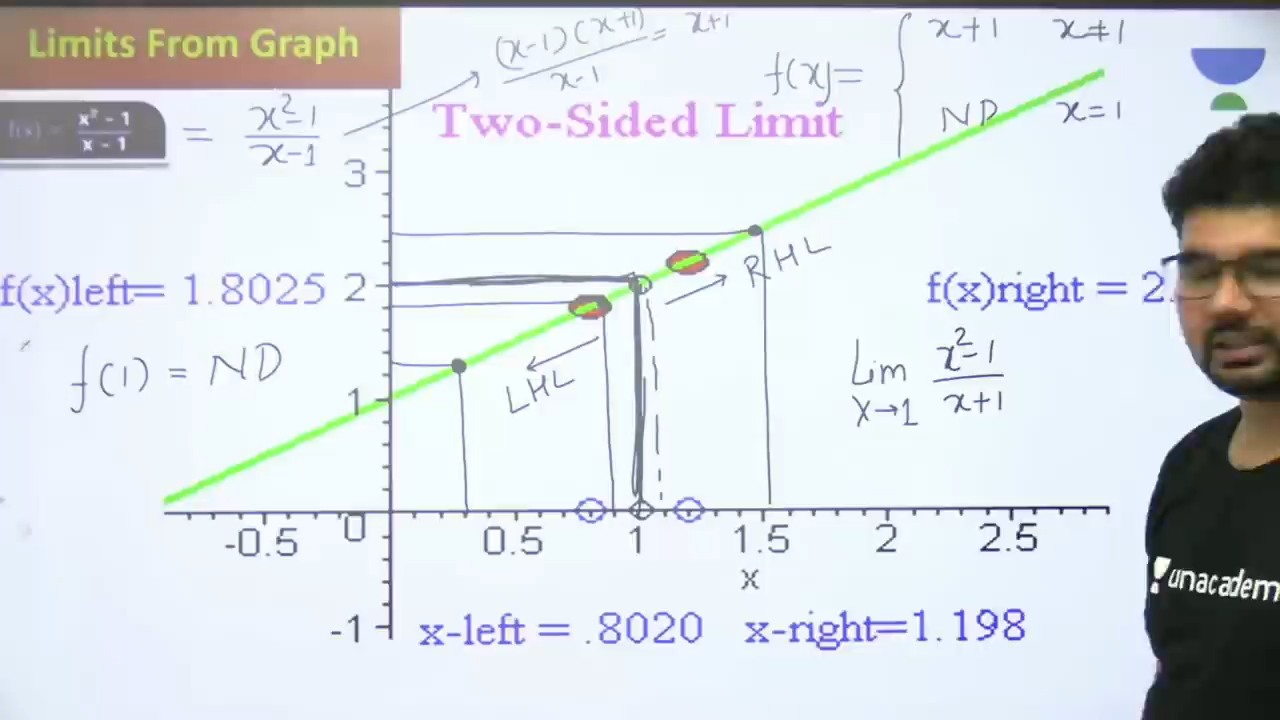 Limits From Graph
(x-1)(x+1)/x-1 = x+1
f(x)= { x+1 x≠1
ND x=1
f(x) = x² - 1 / x - 1 = x²-1/x-1
Two-Sided Limit
3
f(x)left= 1.8025
2
RHL
f(x)right = 2.
f(1) = ND
LHL
Lim x→1 x²-1/x+1
1
-0.5
0
0.5
1
1.5
2
2.5
x
unacadem
-1
x-left = .8020
x-right=1.198